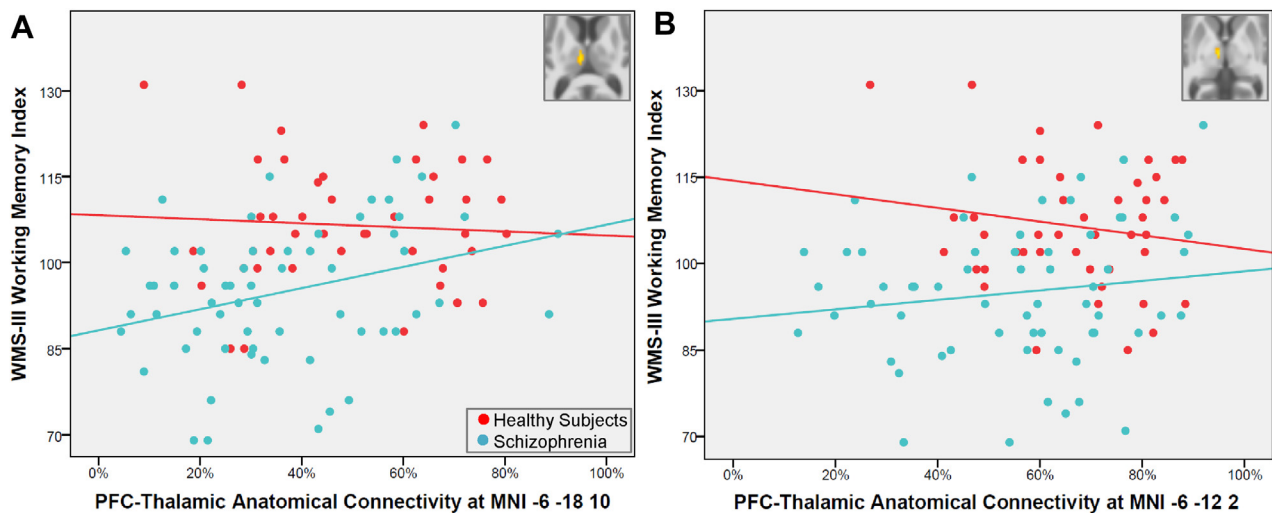 A
WMS-III Working Memory Index
130
115
100
85
70
Healthy Subjects
Schizophrenia
0% 20% 40% 60% 80% 100%
PFC-Thalamic Anatomical Connectivity at MNI -6 -18 10
B
WMS-III Working Memory Index
130
115
100
85
70
0% 20% 40% 60% 80% 100%
PFC-Thalamic Anatomical Connectivity at MNI -6 -12 2